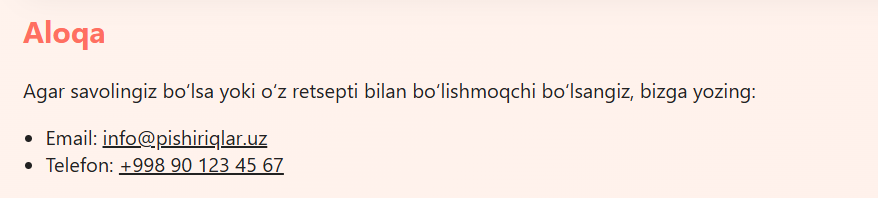 Aloqa
Agar savolingiz boʻlsa yoki oʻz retsepti bilan boʻlishmoqchi boʻlsangiz, bizga yozing:
• Email: info@pishiriqlar.uz
• Telefon: +998 90 123 45 67